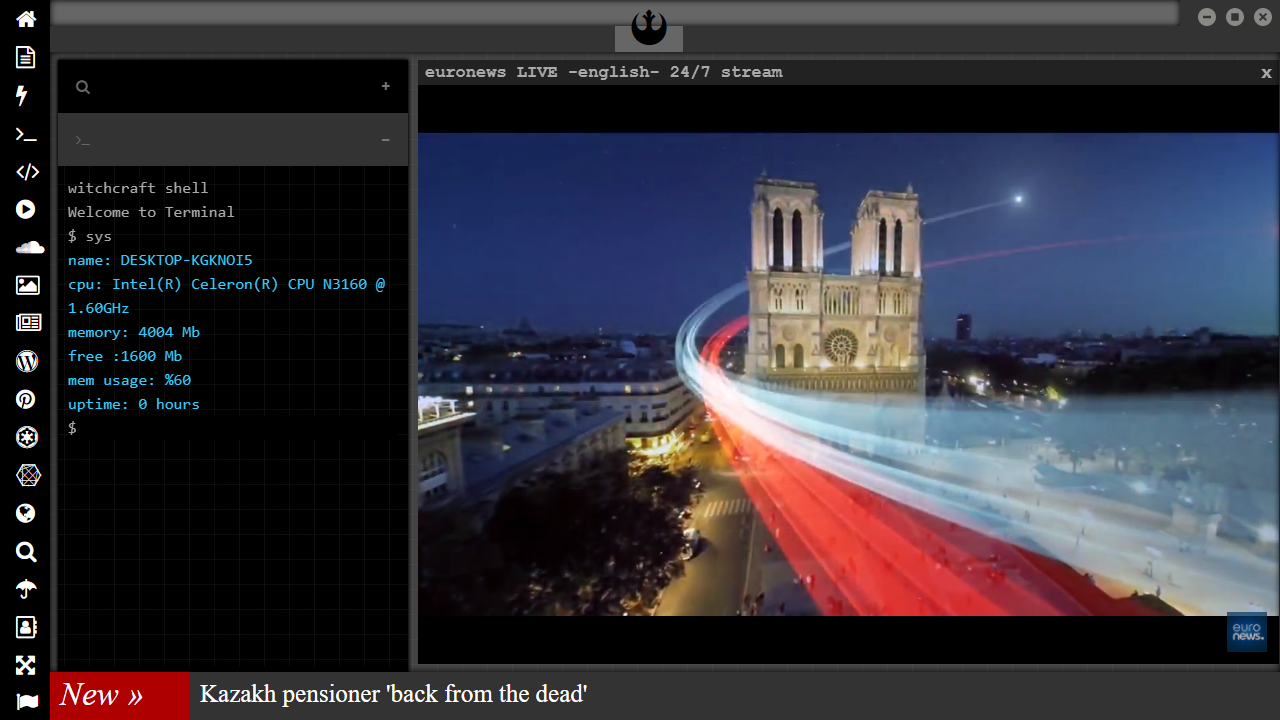 euronews LIVE -english- 24/7 stream
x
+
>_
−
witchcraft shell
Welcome to Terminal
$ sys
name: DESKTOP-KGKNOI5
cpu: Intel(R) Celeron(R) CPU N3160 @
1.60GHz
memory: 4004 Mb
free :1600 Mb
mem usage: %60
uptime: 0 hours
$
euro
news.
New » Kazakh pensioner 'back from the dead'